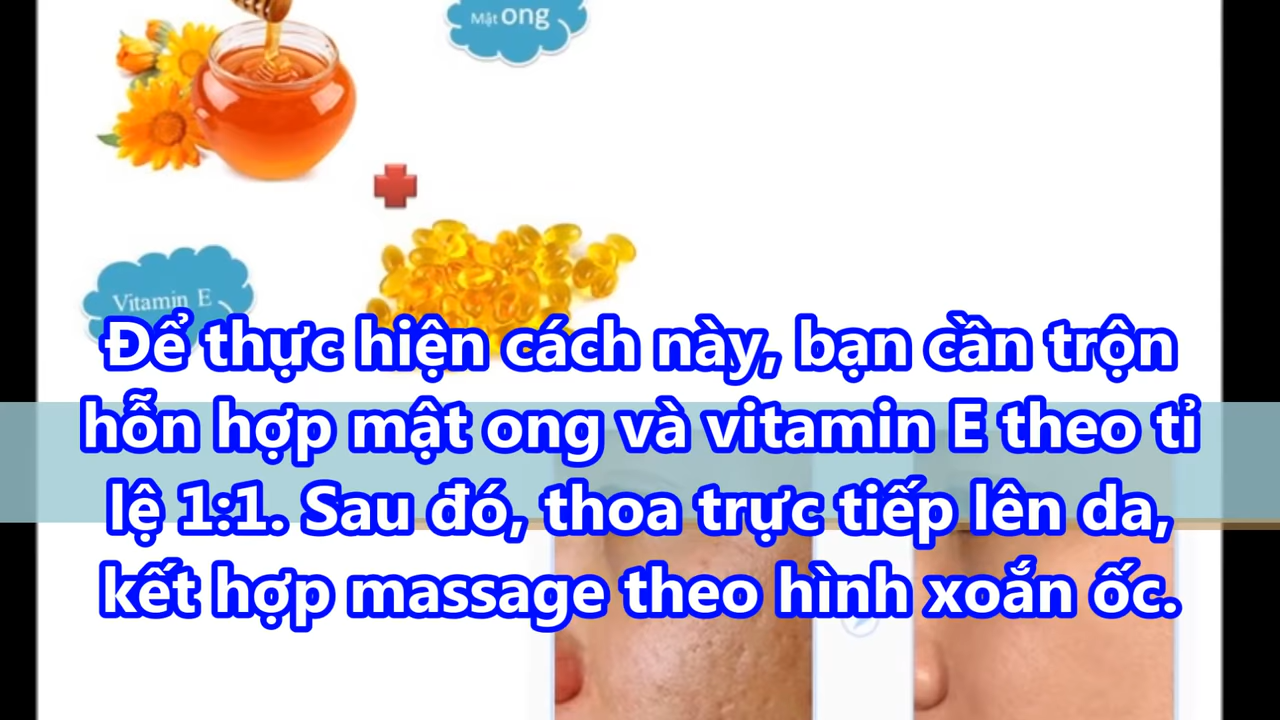 Mật ong
Vitamin E
Để thực hiện cách này, bạn cần trộn
hỗn hợp mật ong và vitamin E theo tỉ
lệ 1:1. Sau đó, thoa trực tiếp lên da,
kết hợp massage theo hình xoắn ốc.